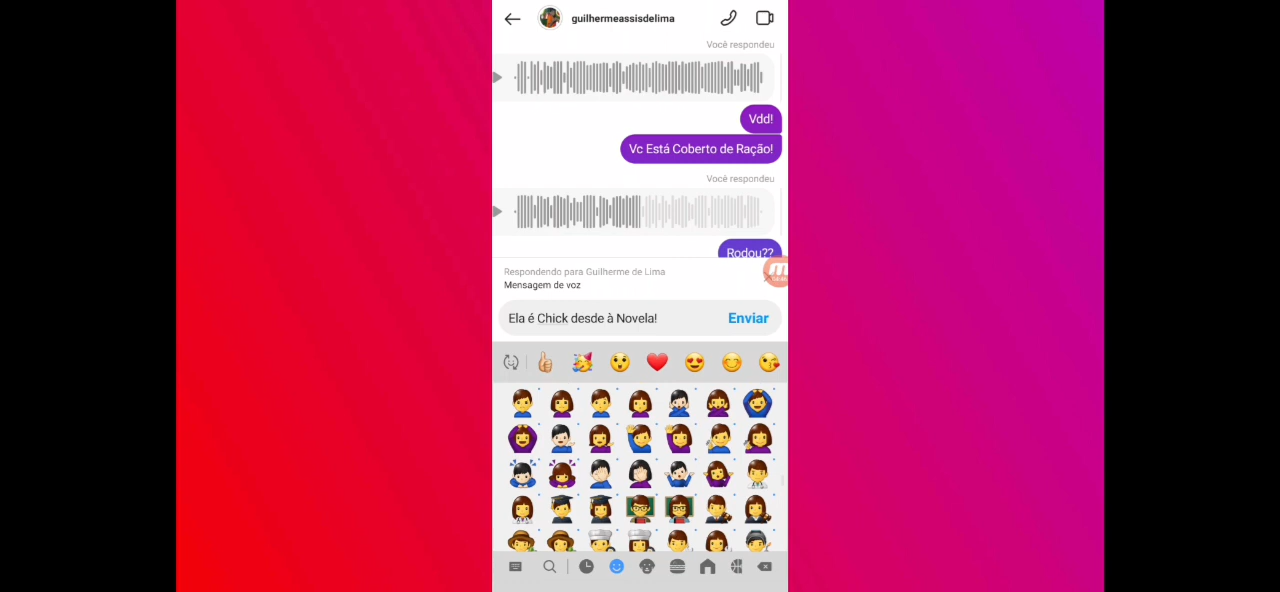 guilhermeassisdelima
Você respondeu
Vdd!
Vc Está Coberto de Ração!
Você respondeu
Rodou??
Respondendo para Guilherme de Lima
Mensagem de voz
Ela é Chick desde à Novela!
Enviar